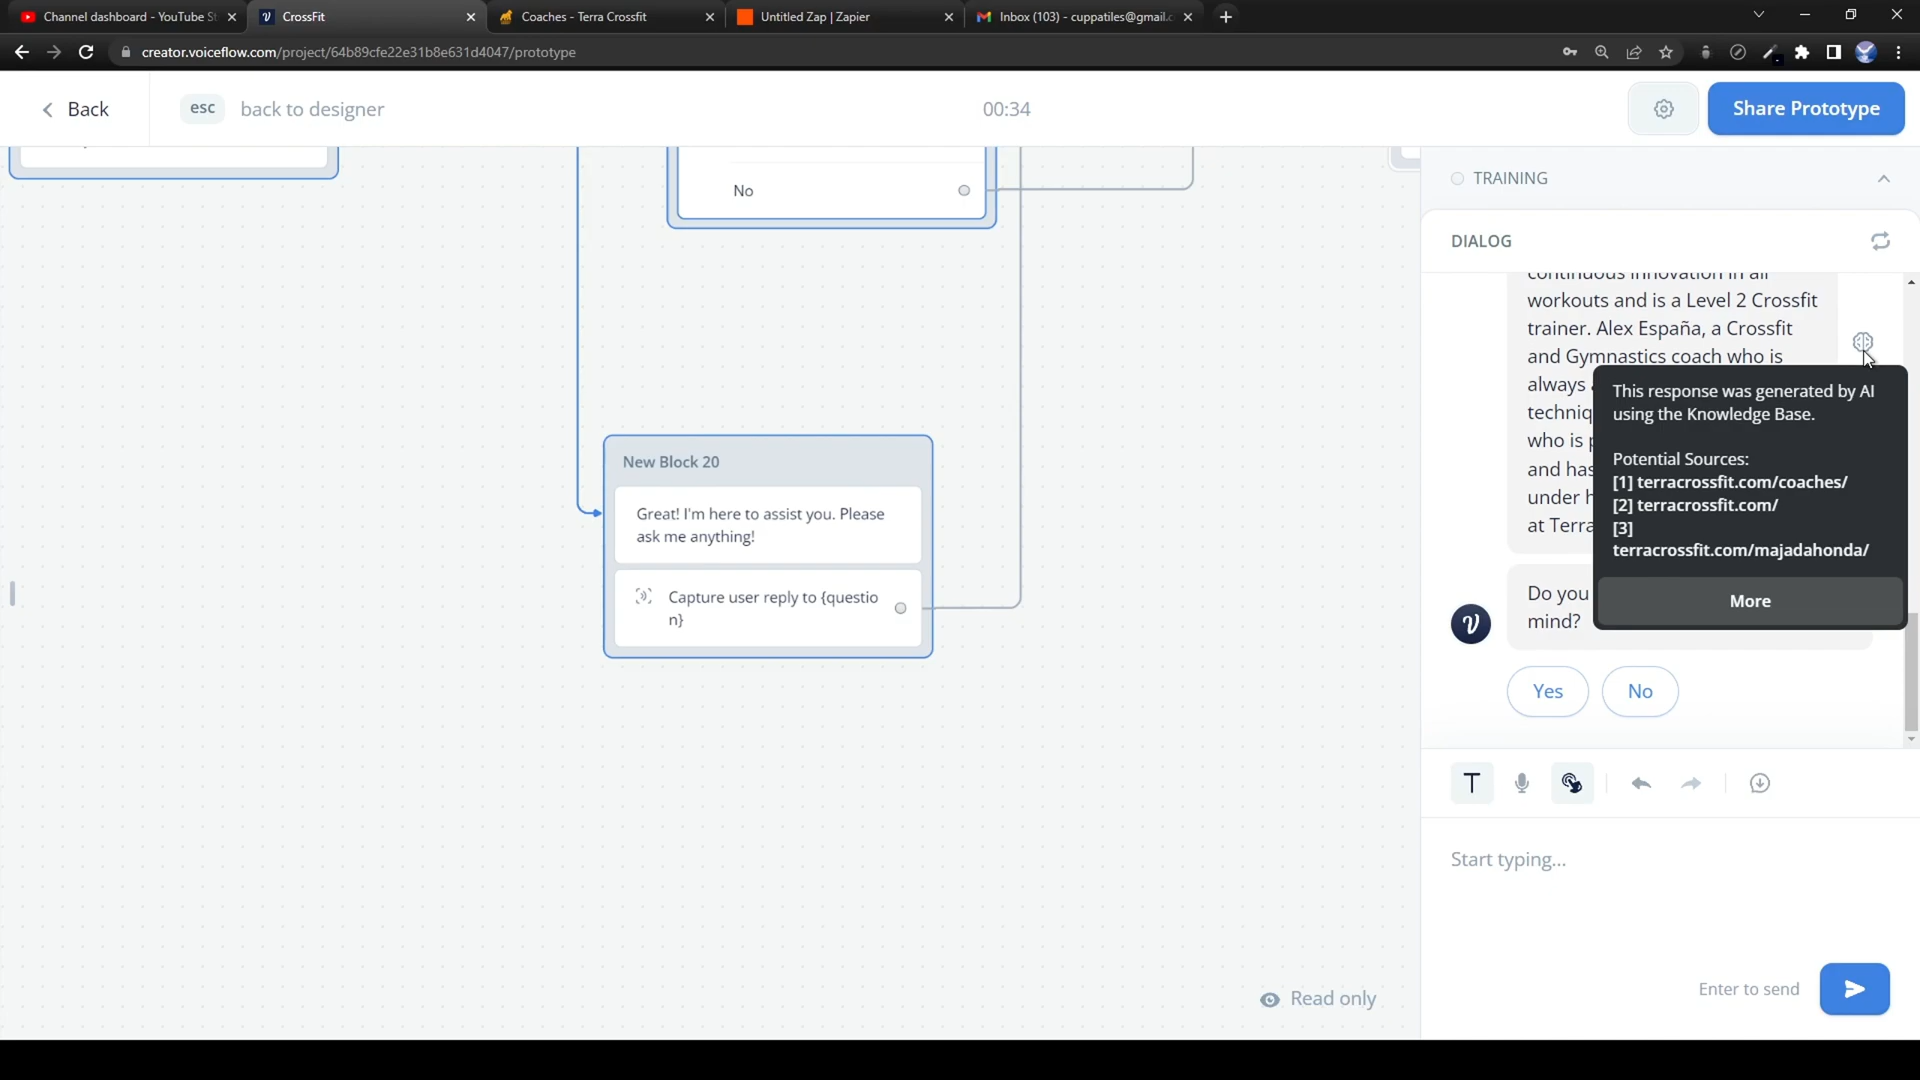 Channel dashboard - YouTube St
CrossFit
Coaches - Terra Crossfit
Untitled Zap | Zapier
Inbox (103) - cuppatiles@gmail.c
creator.voiceflow.com/project/64b89cfe22e31b8e631d4047/prototype
Back
esc
back to designer
00:34
Share Prototype
No
New Block 20
Great! I'm here to assist you. Please
ask me anything!
Capture user reply to {questio
n}
Read only
TRAINING
DIALOG
continuous innovation in all
workouts and is a Level 2 Crossfit
trainer. Alex España, a Crossfit
and Gymnastics coach who is
always
techniq
who is
and has
under
at Terra
This response was generated by AI
using the Knowledge Base.
Potential Sources:
[1] terracrossfit.com/coaches/
[2] terracrossfit.com/
[3]
terracrossfit.com/majadahonda/
More
Do you
mind?
Yes
No
T
Start typing...
Enter to send